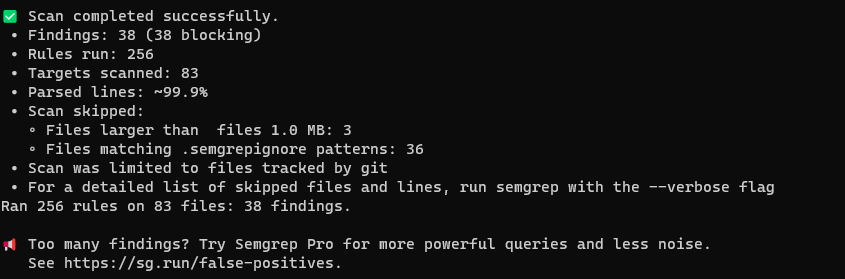 ✅ Scan completed successfully.
• Findings: 38 (38 blocking)
• Rules run: 256
• Targets scanned: 83
• Parsed lines: ~99.9%
• Scan skipped:
◦ Files larger than  files 1.0 MB: 3
◦ Files matching .semgrepignore patterns: 36
• Scan was limited to files tracked by git
• For a detailed list of skipped files and lines, run semgrep with the --verbose flag
Ran 256 rules on 83 files: 38 findings.
📢 Too many findings? Try Semgrep Pro for more powerful queries and less noise.
See https://sg.run/false-positives.